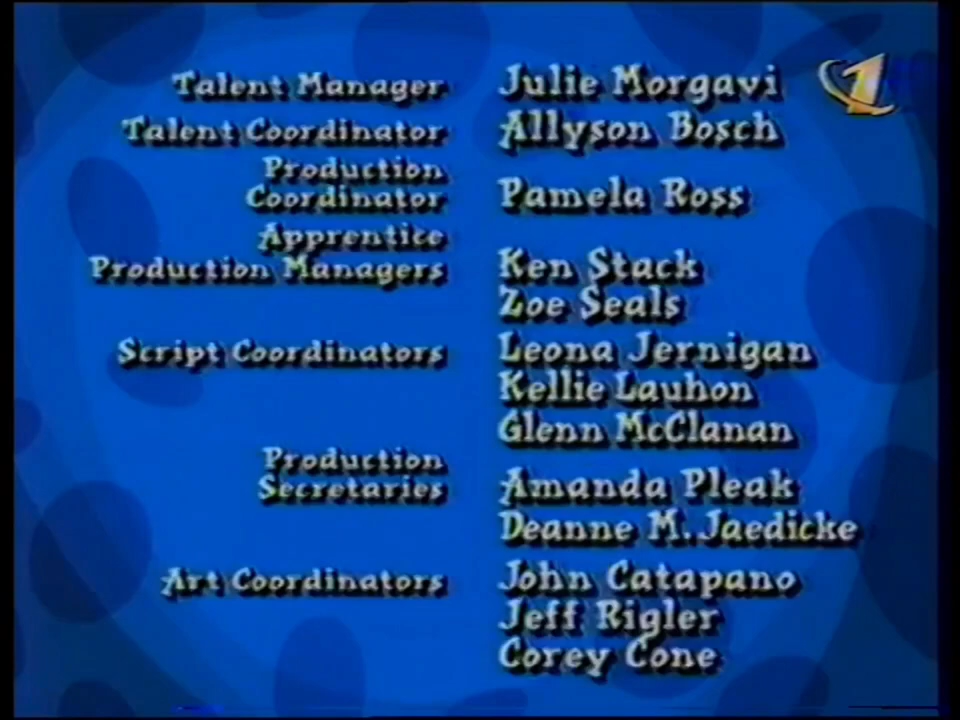 Talent Manager Julie Morgavi
Talent Coordinator Allyson Bosch
Production
Coordinator Pamela Ross
Apprentice
Production Managers Ken Stack
Zoe Seals
Script Coordinators Leona Jernigan
Kellie Lauhon
Glenn McClanan
Production
Secretaries Amanda Pleak
Deanne M. Jaedicke
Art Coordinators John Catapano
Jeff Rigler
Corey Cone
1